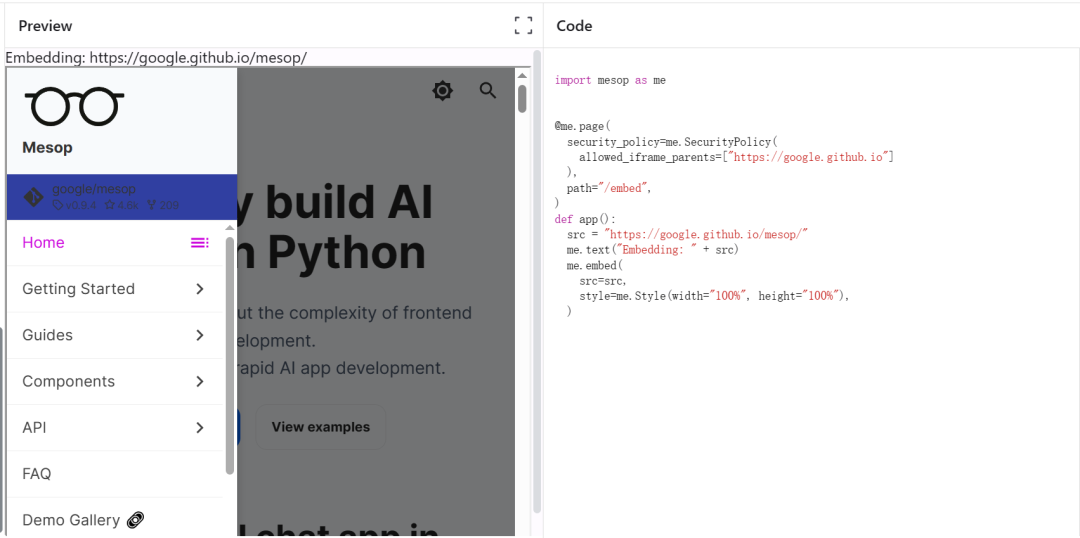 Preview
Embedding: https://google.github.io/mesop/
Mesop
google/mesop
v0.9.4 4.8k 209
Home
Getting Started
Guides
Components
API
FAQ
Demo Gallery
y build AI
n Python
ut the complexity of frontend
elopment.
rapid AI app development.
View examples
l chat app in
Code
import mesop as me
@me.page(
  security_policy=me.SecurityPolicy(
    allowed_iframe_parents=["https://google.github.io"]
  ),
  path="/embed",
)
def app():
  src = "https://google.github.io/mesop/"
  me.text("Embedding: " + src)
  me.embed(
    src=src,
    style=me.Style(width="100%", height="100%"),
  )